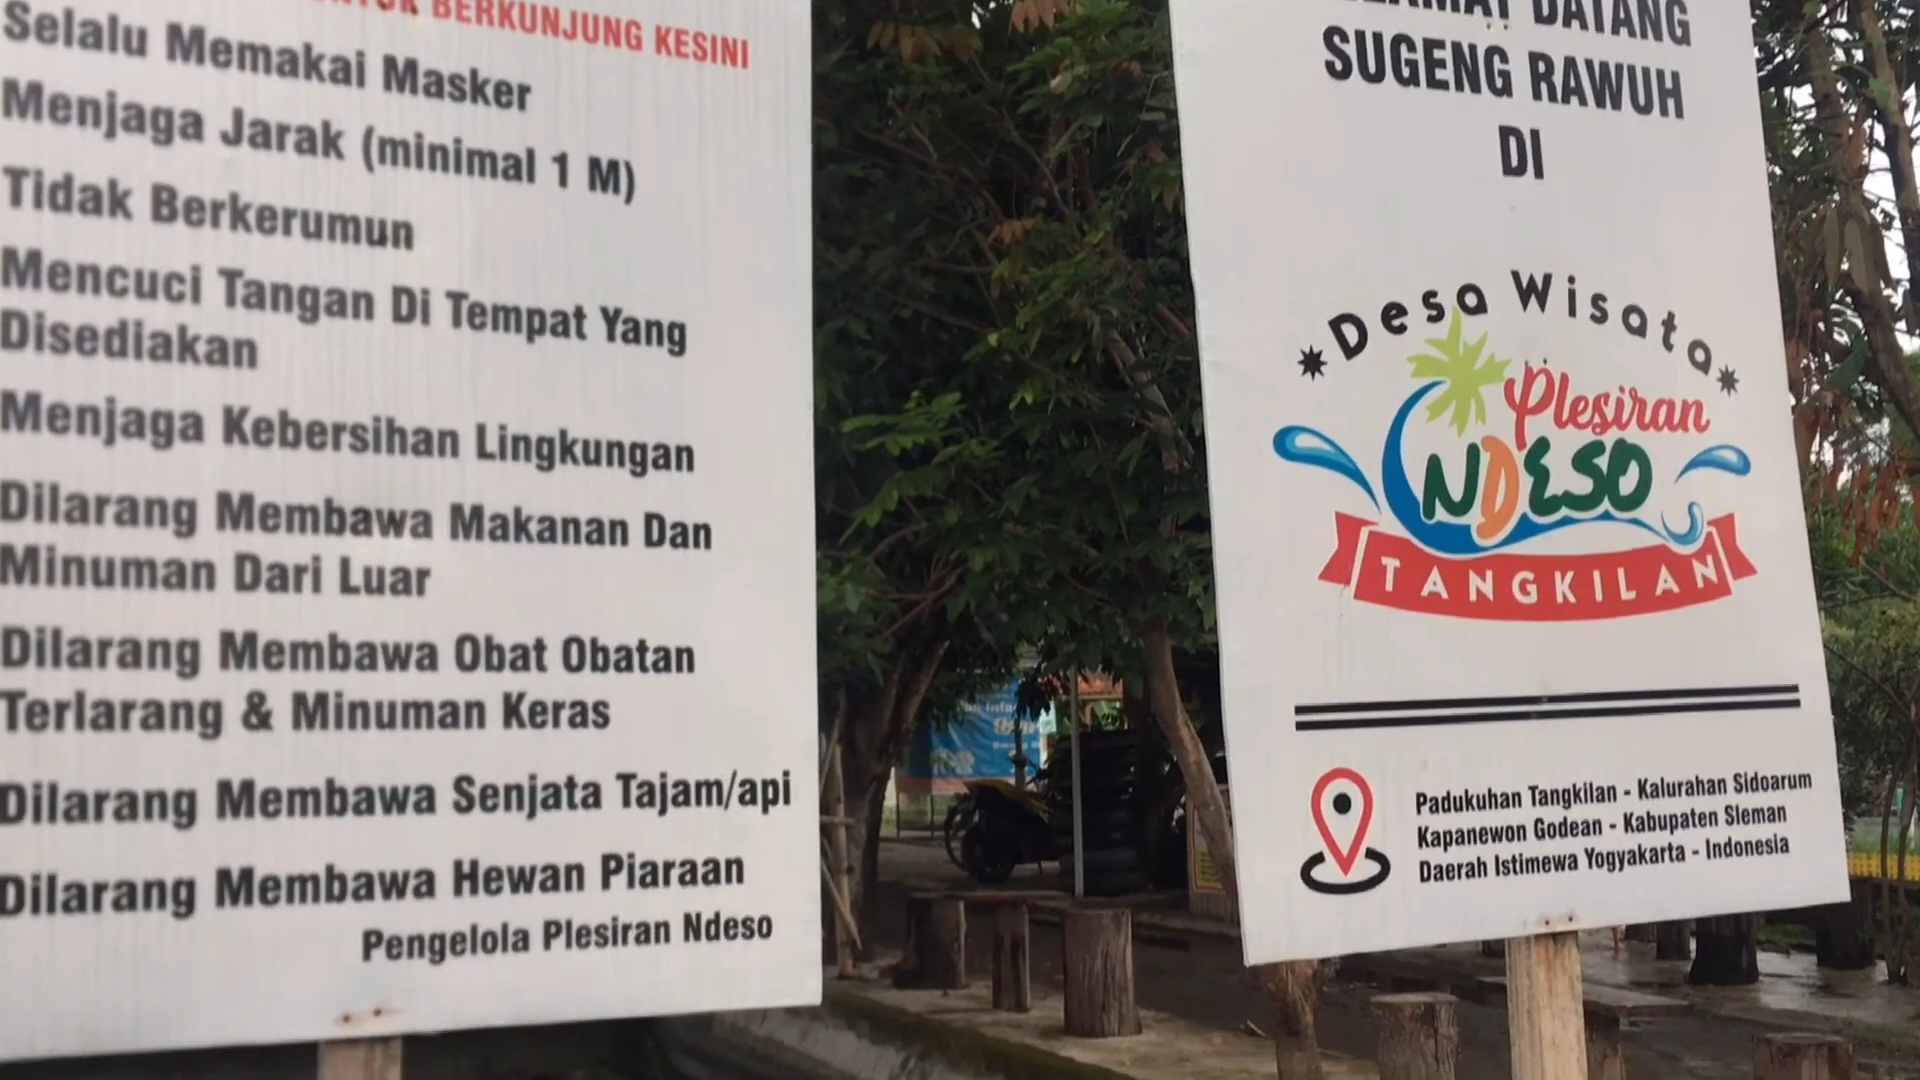 BERKUNJUNG KESINI
Selalu Memakai Masker
Menjaga Jarak (minimal 1 M)
Tidak Berkerumun
Mencuci Tangan Di Tempat Yang
Disediakan
Menjaga Kebersihan Lingkungan
Dilarang Membawa Makanan Dan
Minuman Dari Luar
Dilarang Membawa Obat Obatan
Terlarang & Minuman Keras
Dilarang Membawa Senjata Tajam/api
Dilarang Membawa Hewan Piaraan
Pengelola Plesiran Ndeso
DATANG
SUGENG RAWUH
DI
Desa Wisata
Plesiran
NDESO
TANGKILAN
Padukuhan Tangkilan - Kalurahan Sidoarum
Kapanewon Godean - Kabupaten Sleman
Daerah Istimewa Yogyakarta - Indonesia